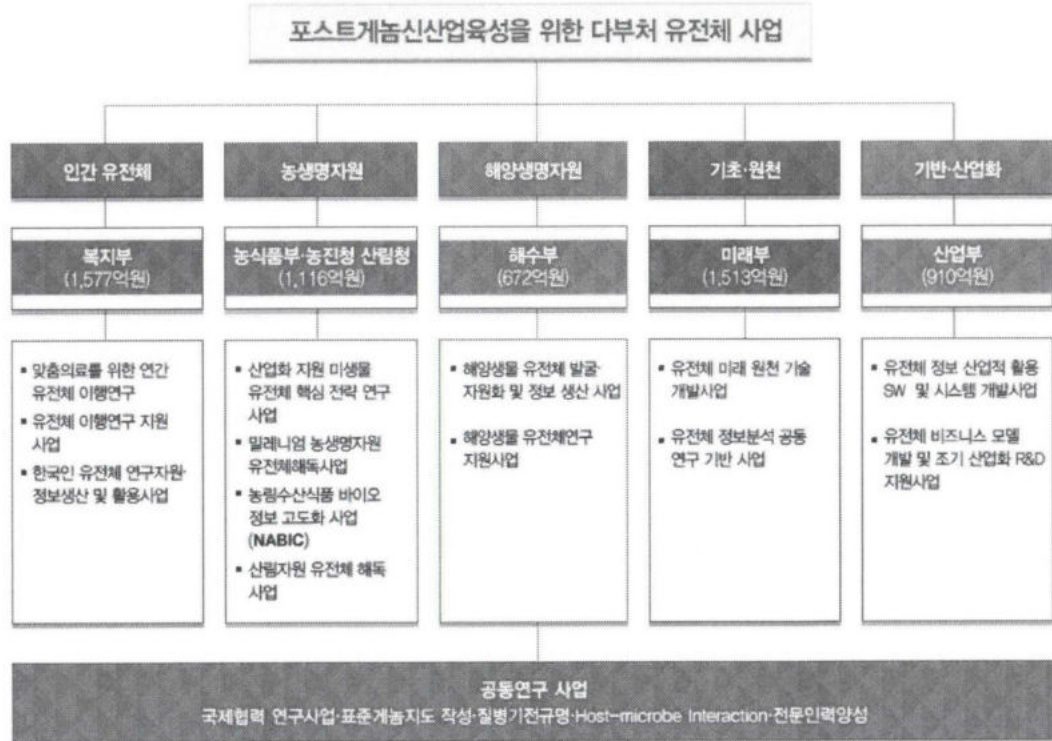 포스트게놈신산업육성을 위한 다부처 유전체 사업
인간 유전체
농생명자원
해양생명자원
기초·원천
기반·산업화
복지부
(1,577억원)
농식품부·농진청 산림청
(1,116억원)
해수부
(672억원)
미래부
(1,513억원)
산업부
(910억원)
▪ 맞춤의료를 위한 연간
유전체 이행연구
▪ 유전체 이행연구 지원
사업
▪ 한국인 유전체 연구자원·
정보생산 및 활용사업
▪ 산업화 지원 미생물
유전체 핵심 전략 연구
사업
▪ 밀레니엄 농생명자원
유전체해독사업
▪ 농림수산식품 바이오
정보 고도화 사업
(NABIC)
▪ 산림자원 유전체 해독
사업
▪ 해양생물 유전체 발굴·
자원화 및 정보 생산 사업
▪ 해양생물 유전체연구
지원사업
▪ 유전체 미래 원천 기술
개발사업
▪ 유전체 정보분석 공동
연구 기반 사업
▪ 유전체 정보 산업적 활용
SW 및 시스템 개발사업
▪ 유전체 비즈니스 모델
개발 및 조기 산업화 R&D
지원사업
공동연구 사업
국제협력 연구사업·표준게놈지도 작성·질병기전규명·Host-microbe Interaction·전문인력양성